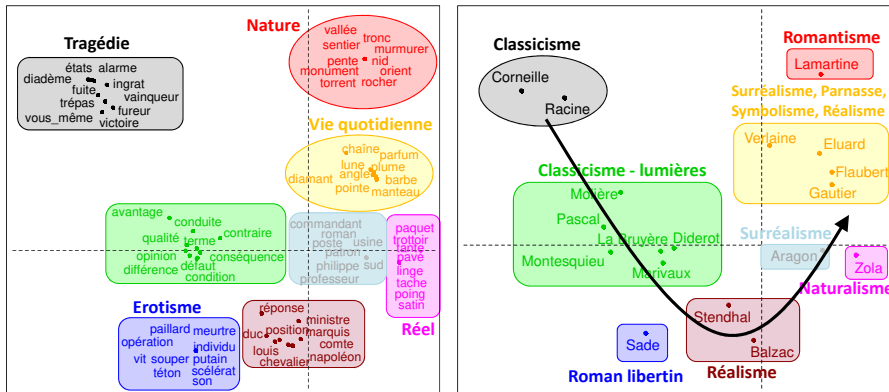 Tragédie
états alarme
diadème
ingrat
fuite
vainqueur
trépas
fureur
vous_même
victoire
Nature
vallée
tronc
sentier
murmurer
pente
nid
monument
orient
torrent
rocher
Vie quotidienne
chaîne
parfum
lune
plume
diamant
angle
barbe
pointe
manteau
avantage
conduite
contraire
qualité
terme
opinion
conséquence
différence
défaut
condition
commandant
roman
poste
usine
patron
philippe
sud
professeur
paquet
trottoir
tante
pavé
linge
tache
poing
satin
Réel
Erotisme
paillard
meurtre
opération
individu
vit souper
putain
téton
scélérat
son
réponse
ministre
duc
position
marquis
louis
comte
chevalier
napoléon
Classicisme
Corneille
Racine
Romantisme
Lamartine
Surréalisme, Parnasse,
Symbolisme, Réalisme
Verlaine
Eluard
Flaubert
Gautier
Classicisme - lumières
Molière
Pascal
La Bruyère
Diderot
Montesquieu
Marivaux
Surréalisme
Aragon
Zola
Naturalisme
Stendhal
Sade
Balzac
Roman libertin
Réalisme